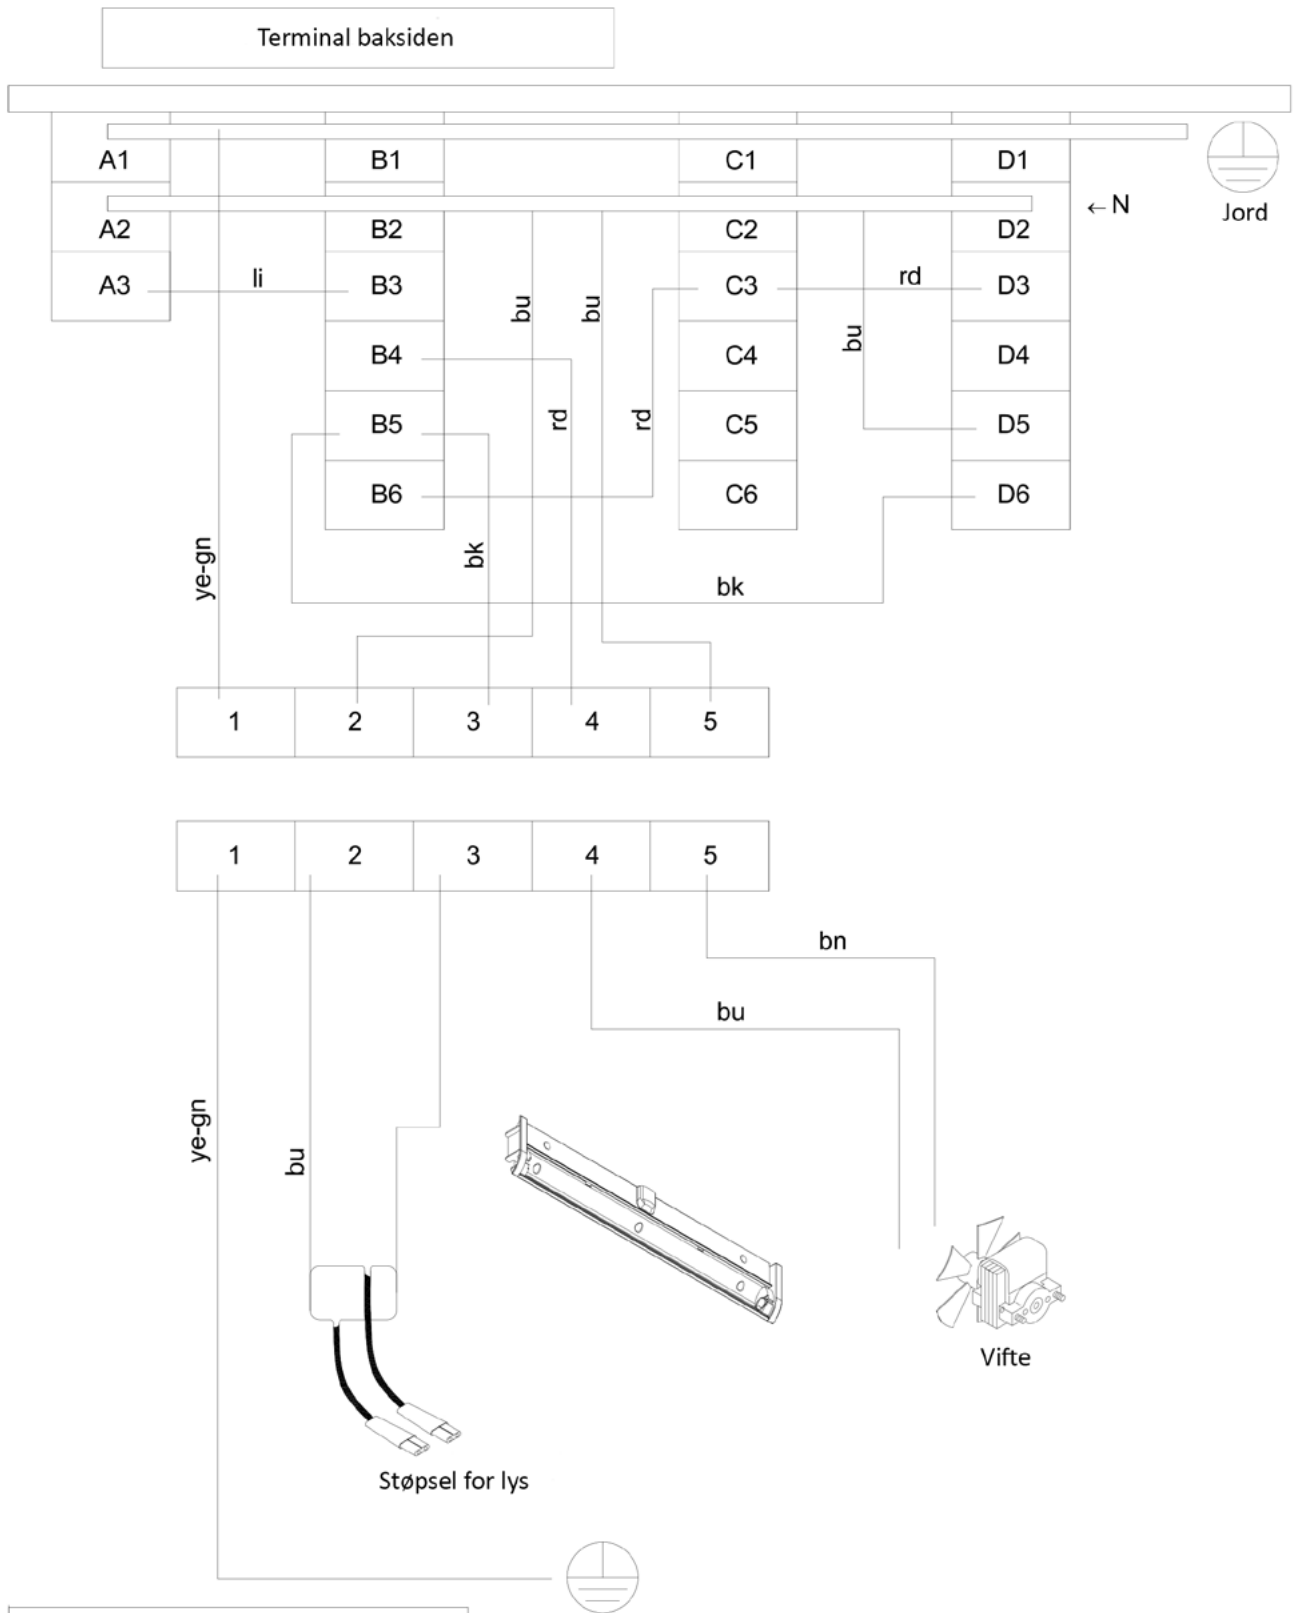 Terminal baksiden
A1 B1 C1 D1
A2 B2 C2 D2 ←N Jord
A3 li B3 C3 rd D3
bu bu bu
B4 C4 D4
rd rd
B5 C5 D5
B6 C6 D6
ye-gn bk bk
1 2 3 4 5
1 2 3 4 5
bn
bu
ye-gn bu
Vifte
Støpsel for lys